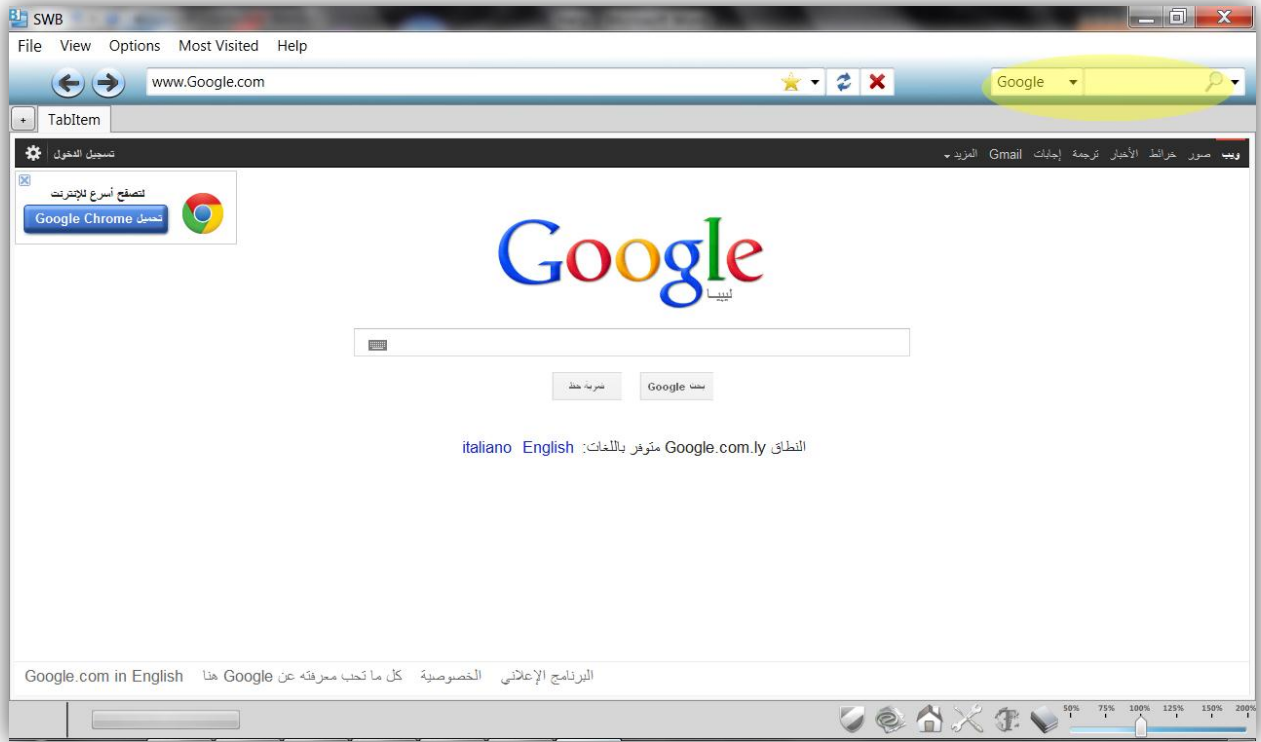 SWB
File View Options Most Visited Help
www.Google.com Google
+ TabItem
ويب صور خرائط الأخبار ترجمة إجابات Gmail المزيد تسجيل الدخول
لتصفح أسرع للإنترنت
تحميل Google Chrome
Google
ليبيا
بحث Google ضربة حظ
النطاق Google.com.ly متوفر باللغات: English italiano
البرنامج الإعلاني الخصوصية كل ما تحب معرفته عن Google هنا Google.com in English
50% 75% 100% 125% 150% 200%